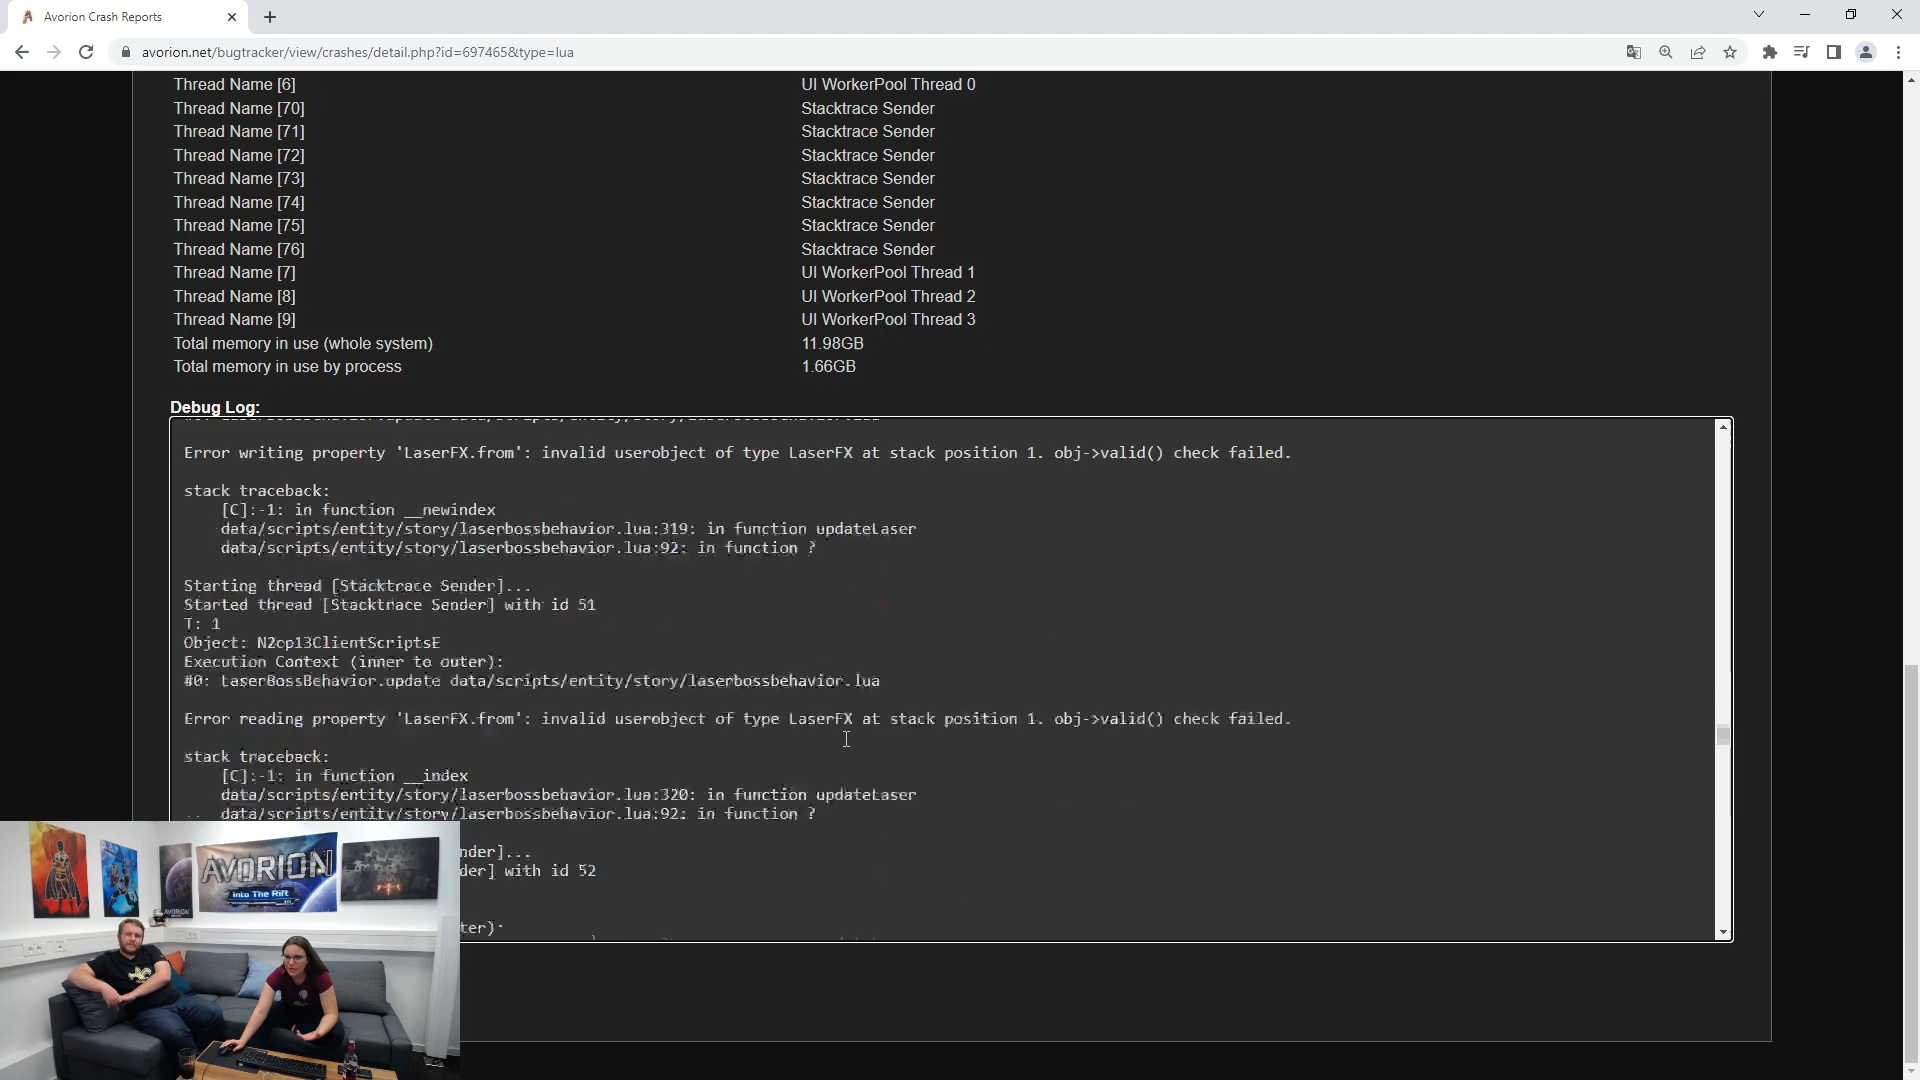 Avorion Crash Reports
avorion.net/bugtracker/view/crashes/detail.php?id=697465&type=lua
Thread Name [6] UI WorkerPool Thread 0
Thread Name [70] Stacktrace Sender
Thread Name [71] Stacktrace Sender
Thread Name [72] Stacktrace Sender
Thread Name [73] Stacktrace Sender
Thread Name [74] Stacktrace Sender
Thread Name [75] Stacktrace Sender
Thread Name [76] Stacktrace Sender
Thread Name [7] UI WorkerPool Thread 1
Thread Name [8] UI WorkerPool Thread 2
Thread Name [9] UI WorkerPool Thread 3
Total memory in use (whole system) 11.98GB
Total memory in use by process 1.66GB
Debug Log:
Error writing property 'LaserFX.from': invalid userobject of type LaserFX at stack position 1. obj->valid() check failed.
stack traceback:
[C]:-1: in function __newindex
data/scripts/entity/story/laserbossbehavior.lua:319: in function updateLaser
data/scripts/entity/story/laserbossbehavior.lua:92: in function ?
Starting thread [Stacktrace Sender]...
Started thread [Stacktrace Sender] with id 51
T: 1
Object: N2cp13ClientScriptsE
Execution Context (inner to outer):
#0: LaserBossBehavior.update data/scripts/entity/story/laserbossbehavior.lua
Error reading property 'LaserFX.from': invalid userobject of type LaserFX at stack position 1. obj->valid() check failed.
stack traceback:
[C]:-1: in function __index
data/scripts/entity/story/laserbossbehavior.lua:320: in function updateLaser
data/scripts/entity/story/laserbossbehavior.lua:92: in function ?
nder]...
der] with id 52
ter):
AVORION
Into The Rift
AVORION